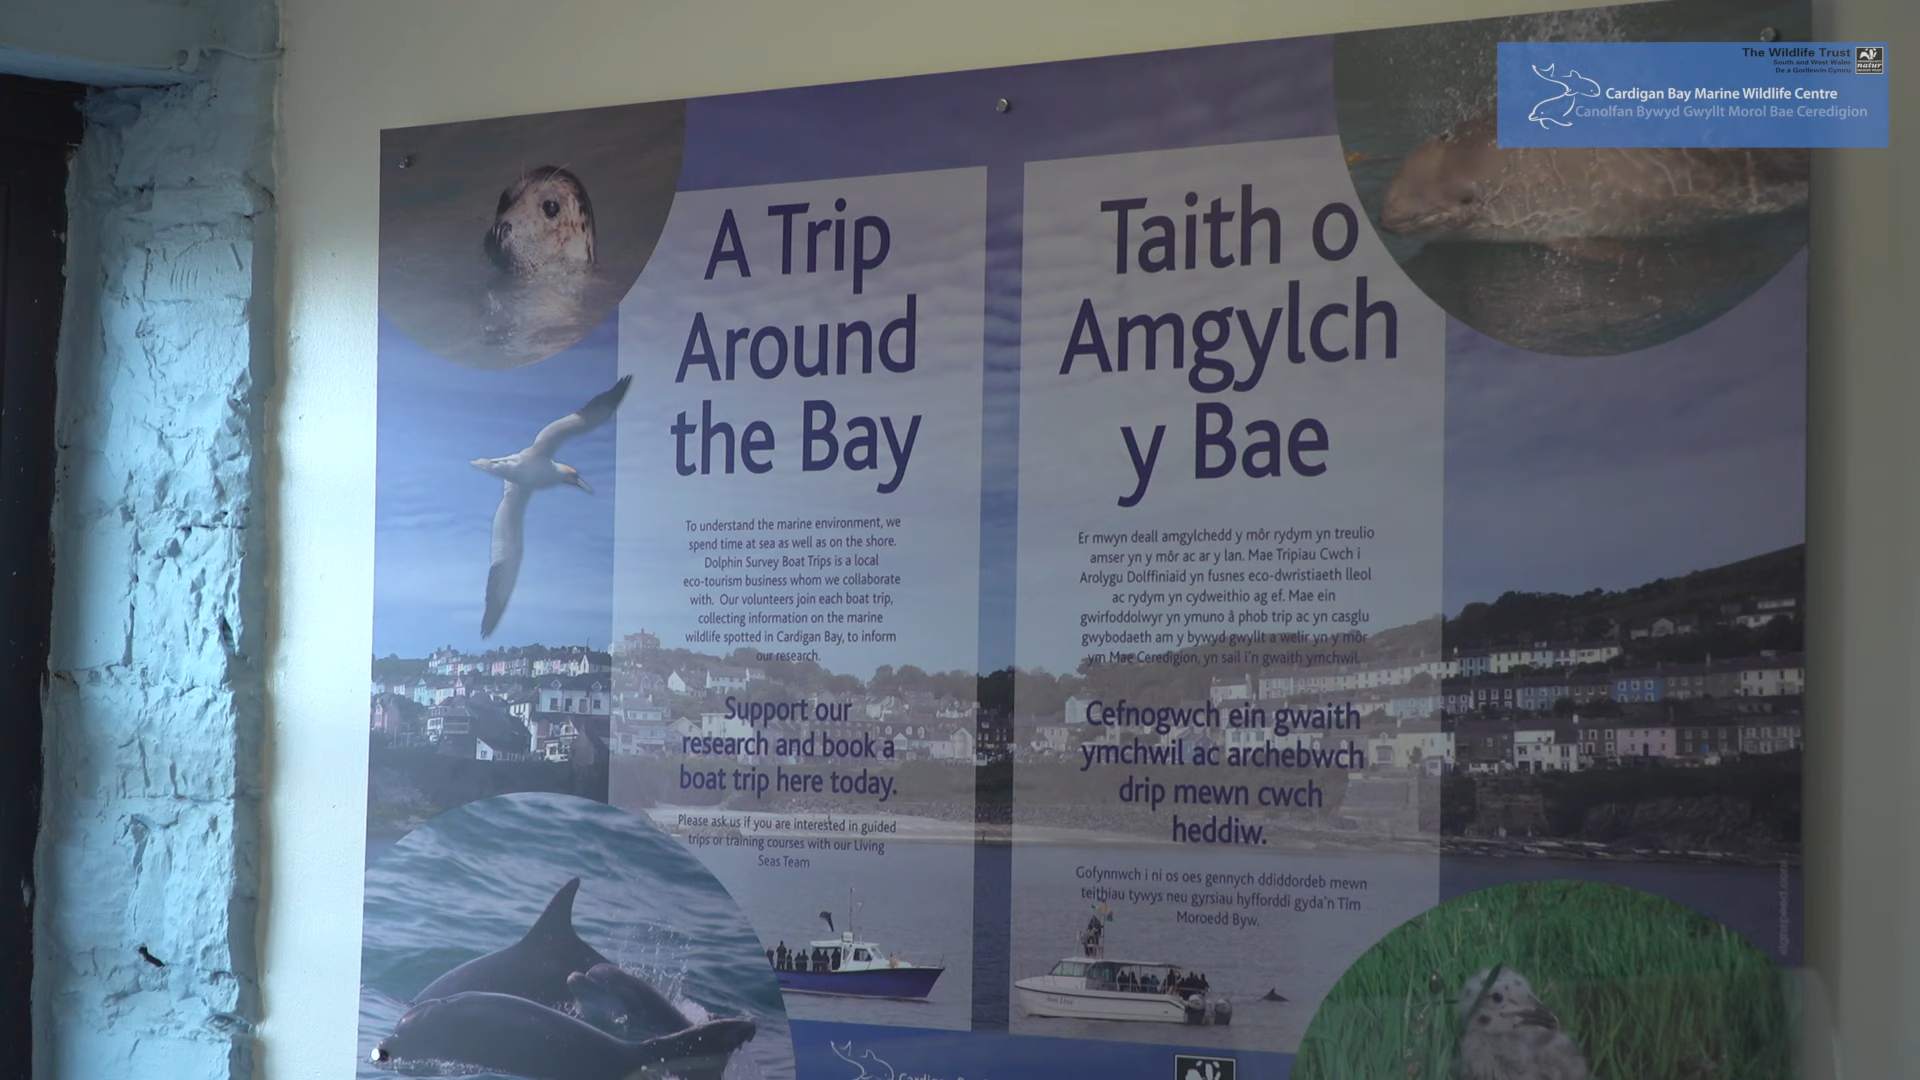 The Wildlife Trust
South and West Wales
De a Gorllewin Cymru
Cardigan Bay Marine Wildlife Centre
Canolfan Bywyd Gwyllt Morol Bae Ceredigion
A Trip
Around
the Bay
To understand the marine environment, we
spend time at sea as well as on the shore.
Dolphin Survey Boat Trips is a local
eco-tourism business whom we collaborate
with. Our volunteers join each boat trip,
collecting information on the marine
wildlife spotted in Cardigan Bay, to inform
our research.
Support our
research and book a
boat trip here today.
Please ask us if you are interested in guided
trips or training courses with our Living
Seas Team
Taith o
Amgylch
y Bae
Er mwyn deall amgylchedd y môr rydym yn treulio
amser yn y môr ac ar y lan. Mae Tripiau Cwch i
Arolygu Dolffiniaid yn fusnes eco-dwristiaeth lleol
ac rydym yn cydweithio ag ef. Mae ein
gwirfoddolwyr yn ymuno â phob trip ac yn casglu
gwybodaeth am y bywyd gwyllt a welir yn y môr
ym Mae Ceredigion, yn sail i'n gwaith ymchwil.
Cefnogwch ein gwaith
ymchwil ac archebwch
drip mewn cwch
heddiw.
Gofynnwch i ni os oes gennych ddiddordeb mewn
teithiau tywys neu gyrsiau hyfforddi gyda'n Tîm
Moroedd Byw.